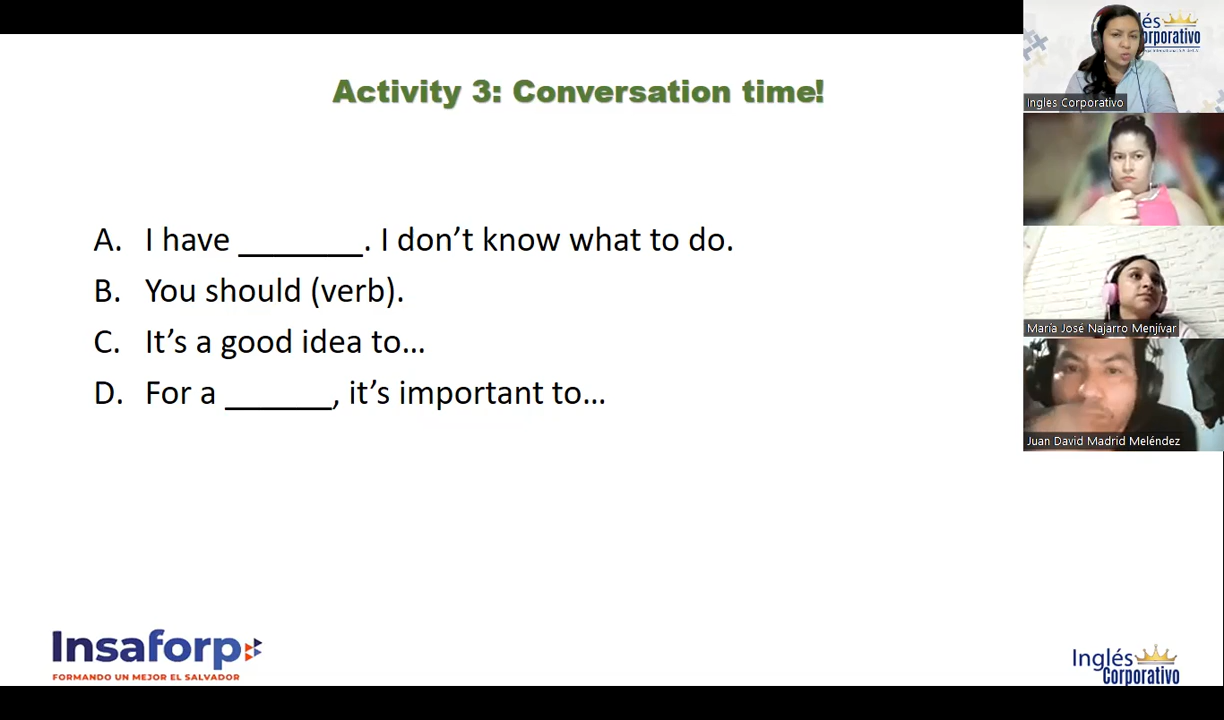 Activity 3: Conversation time!
A. I have _______. I don’t know what to do.
B. You should (verb).
C. It’s a good idea to…
D. For a ______, it’s important to…
Insaforp
FORMANDO UN MEJOR EL SALVADOR
Inglés
Corporativo
Ingles Corporativo
María José Najarro Menjívar
Juan David Madrid Meléndez